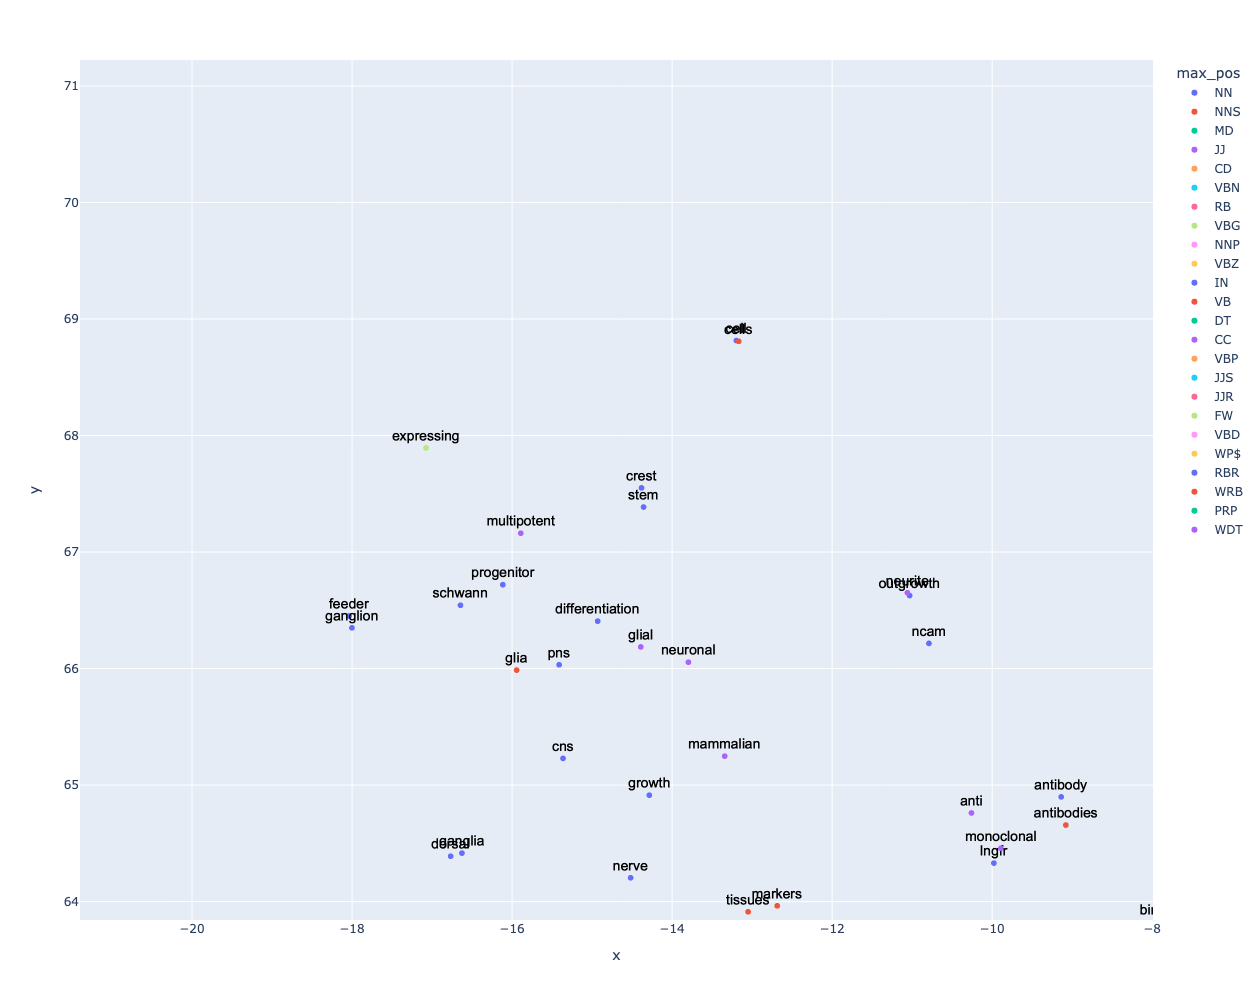 max_pos
NN
NNS
MD
JJ
CD
VBN
RB
VBG
NNP
VBZ
IN
VB
DT
CC
VBP
JJS
JJR
FW
VBD
WP$
RBR
WRB
PRP
WDT
71
70
69
68
67
66
65
64
y
cell
cells
expressing
crest
stem
multipotent
progenitor
schwann
feeder
ganglion
differentiation
neurite
outgrowth
glial
ncam
neuronal
pns
glia
mammalian
cns
growth
antibody
anti
antibodies
monoclonal
lngfr
ganglia
dorsal
nerve
markers
tissues
bir
−20
−18
−16
−14
−12
−10
−8
x